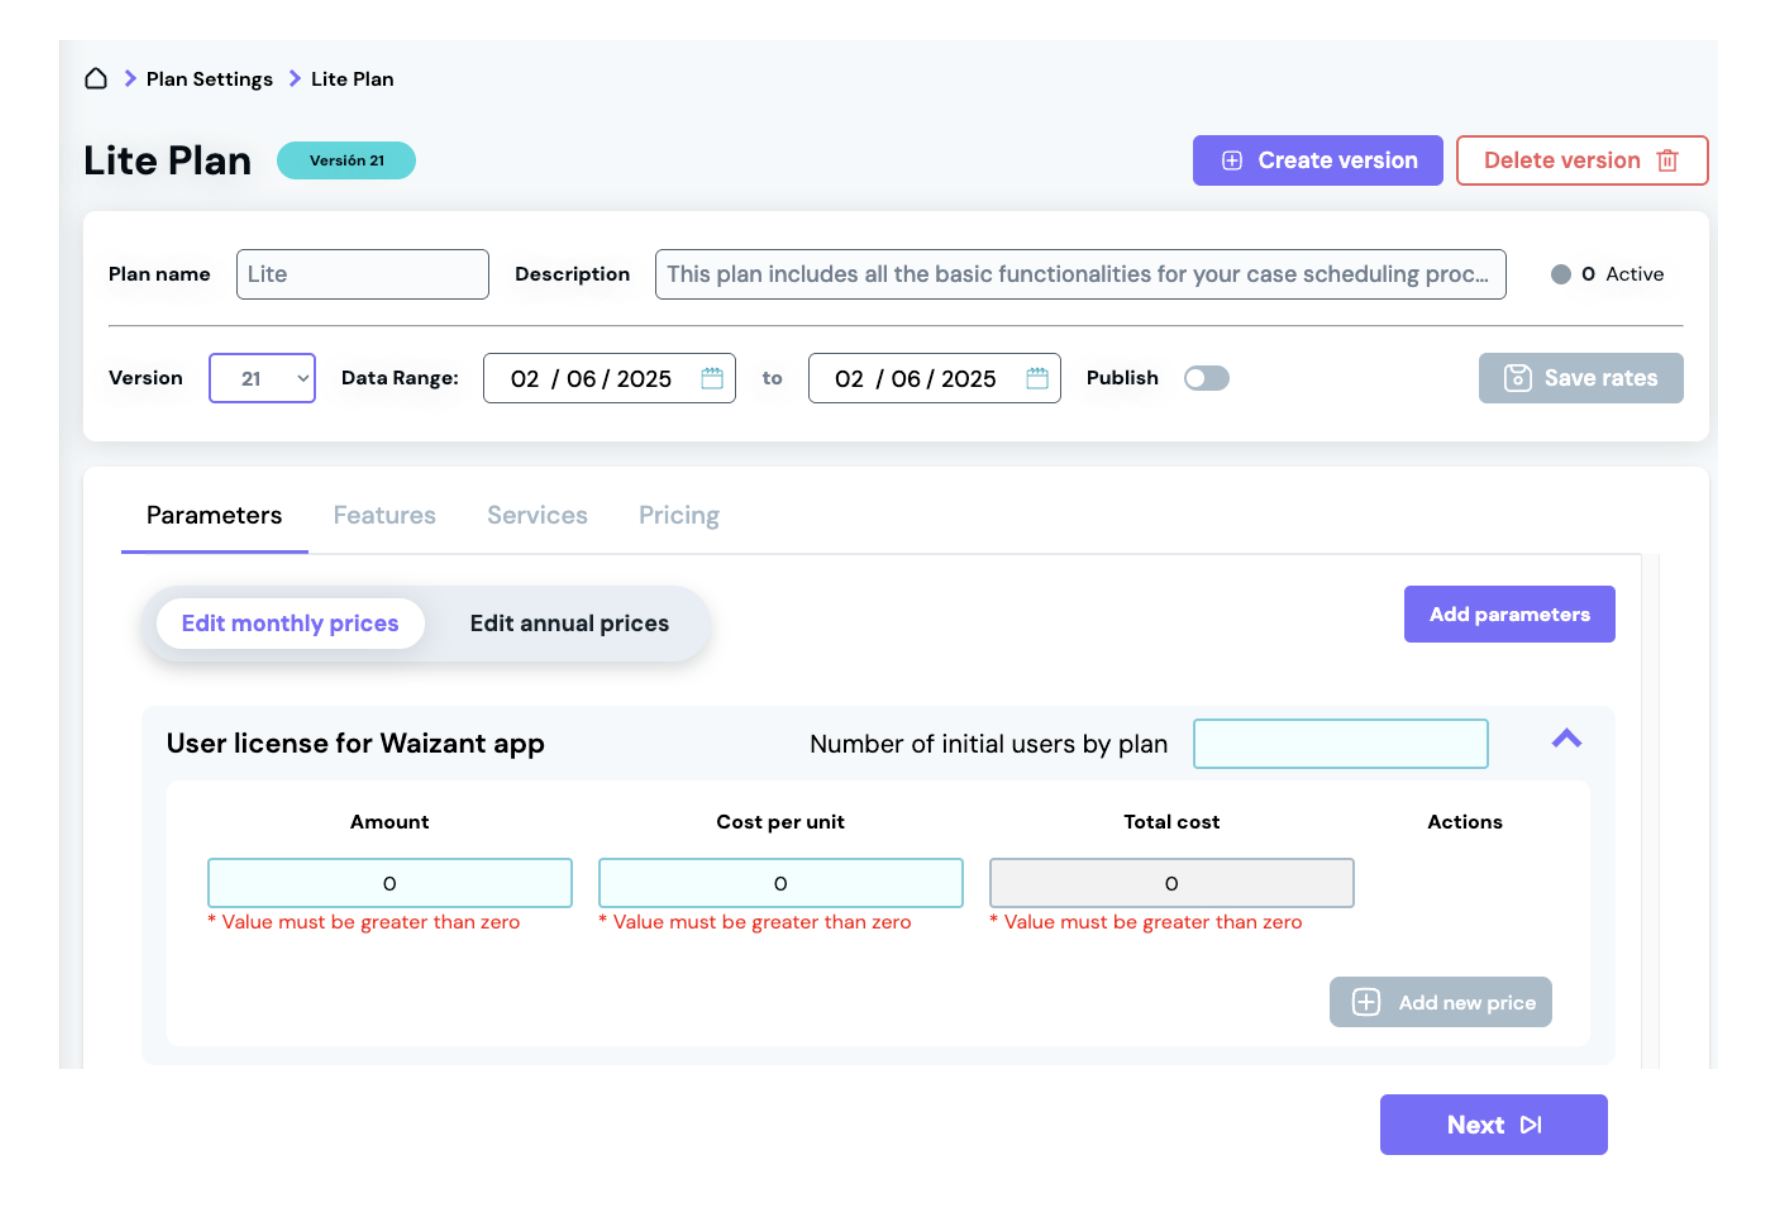 Plan Settings Lite Plan
Lite Plan Versión 21 Create version Delete version
Plan name Lite Description This plan includes all the basic functionalities for your case scheduling proc... 0 Active
Version 21 Data Range: 02 / 06 / 2025 to 02 / 06 / 2025 Publish Save rates
Parameters Features Services Pricing
Edit monthly prices Edit annual prices Add parameters
User license for Waizant app Number of initial users by plan
Amount Cost per unit Total cost Actions
0 0 0
* Value must be greater than zero * Value must be greater than zero * Value must be greater than zero
Add new price
Next